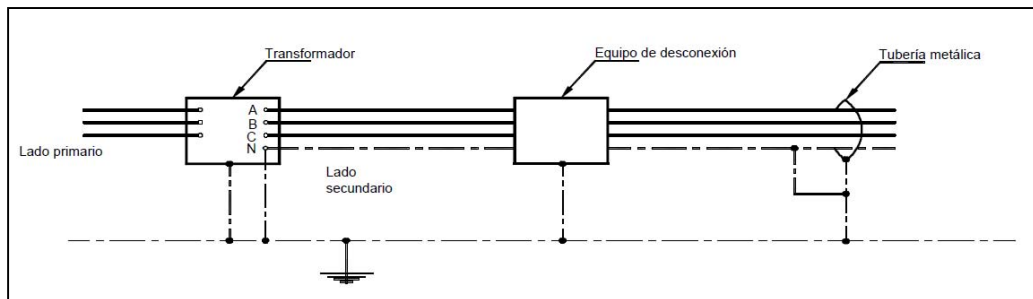 Transformador
Equipo de desconexión
Tubería metálica
A
B
C
N
Lado primario
Lado
secundario